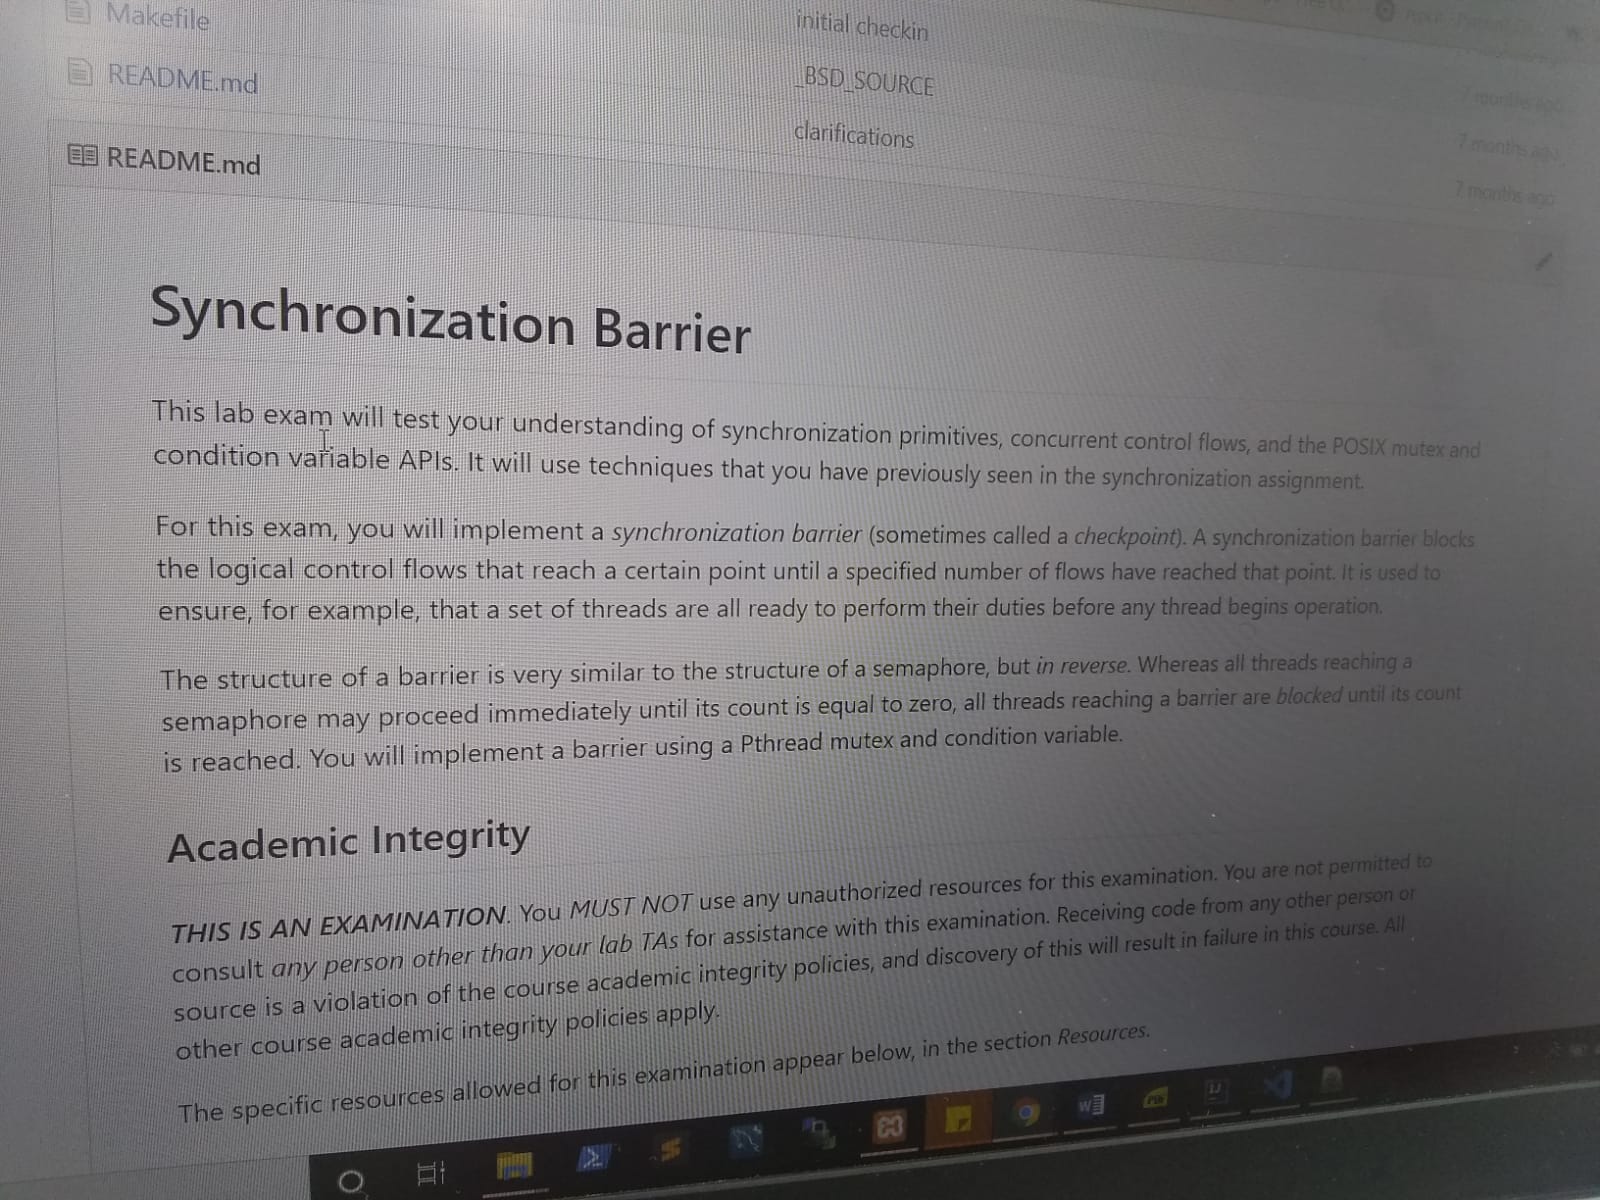 Makefile
initial checkin
README.md
_BSD_SOURCE
7 months ago
clarifications
7 months ago
README.md
7 months ago
Synchronization Barrier
This lab exam will test your understanding of synchronization primitives, concurrent control flows, and the POSIX mutex and
condition variable APIs. It will use techniques that you have previously seen in the synchronization assignment.
For this exam, you will implement a synchronization barrier (sometimes called a checkpoint). A synchronization barrier blocks
the logical control flows that reach a certain point until a specified number of flows have reached that point. It is used to
ensure, for example, that a set of threads are all ready to perform their duties before any thread begins operation.
The structure of a barrier is very similar to the structure of a semaphore, but in reverse. Whereas all threads reaching a
semaphore may proceed immediately until its count is equal to zero, all threads reaching a barrier are blocked until its count
is reached. You will implement a barrier using a Pthread mutex and condition variable.
Academic Integrity
THIS IS AN EXAMINATION. You MUST NOT use any unauthorized resources for this examination. You are not permitted to
consult any person other than your lab TAs for assistance with this examination. Receiving code from any other person or
source is a violation of the course academic integrity policies, and discovery of this will result in failure in this course. All
other course academic integrity policies apply.
The specific resources allowed for this examination appear below, in the section Resources.